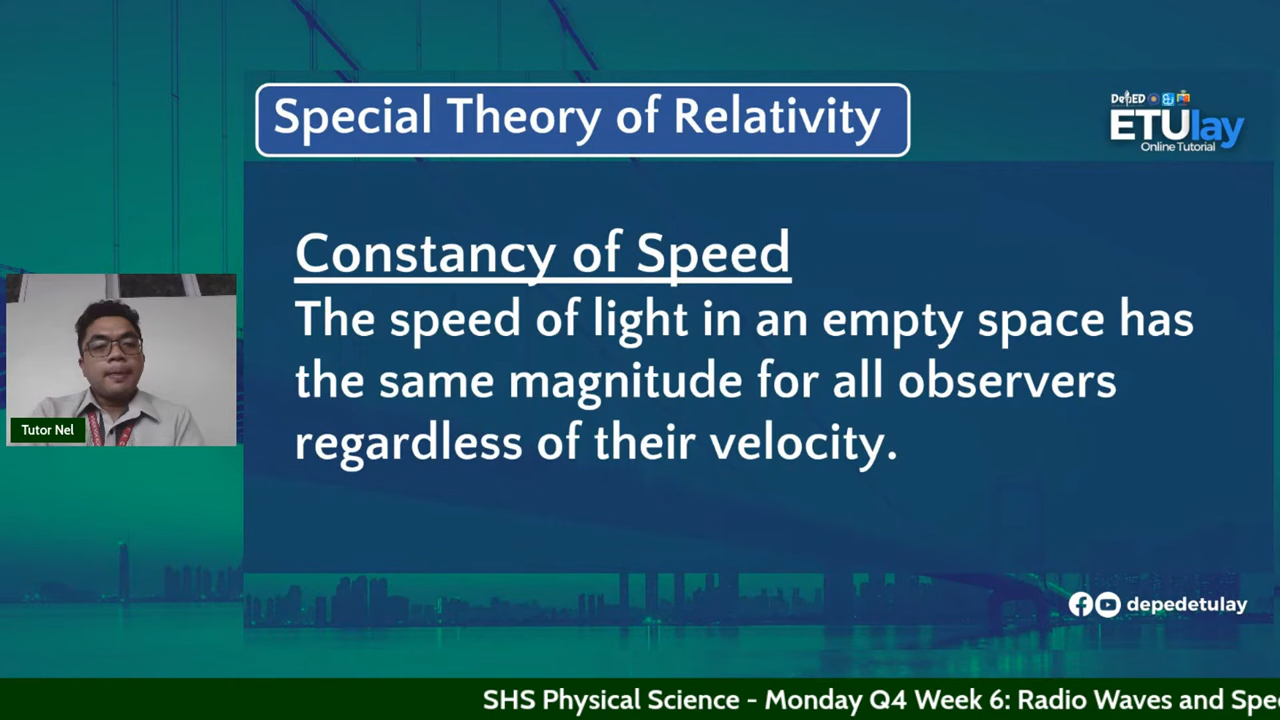 Special Theory of Relativity
DepED
ETUlay
Online Tutorial
Constancy of Speed
The speed of light in an empty space has
the same magnitude for all observers
regardless of their velocity.
Tutor Nel
depedetulay
SHS Physical Science - Monday Q4 Week 6: Radio Waves and Spe